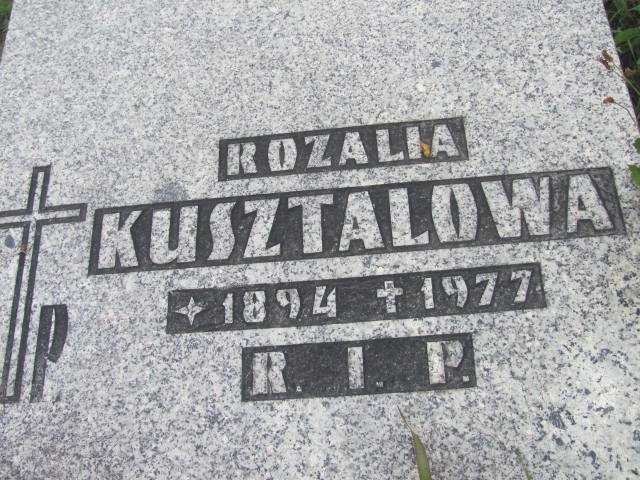 ROZALIA
KUSZTALOWA
1894 ✝ 1977
R. I. P.